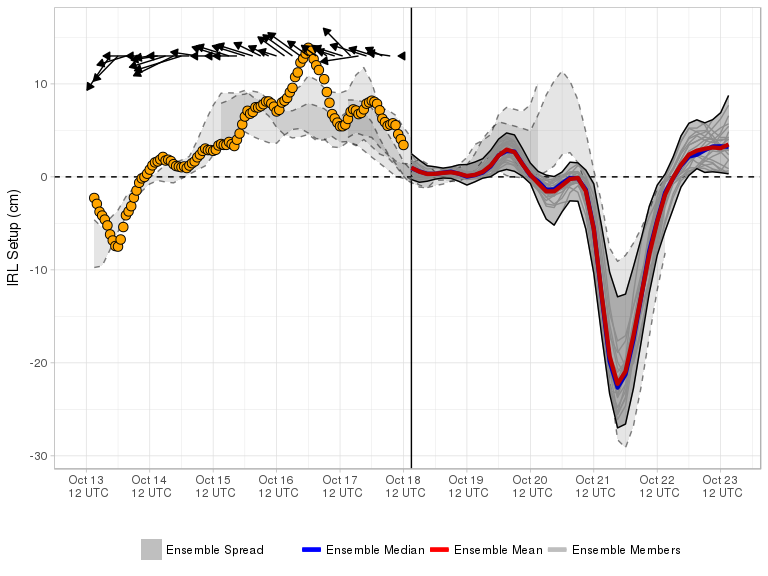 IRL Setup (cm)
10
0
-10
-20
-30
Oct 13 Oct 14 Oct 15 Oct 16 Oct 17 Oct 18 Oct 19 Oct 20 Oct 21 Oct 22 Oct 23
12 UTC 12 UTC 12 UTC 12 UTC 12 UTC 12 UTC 12 UTC 12 UTC 12 UTC 12 UTC 12 UTC
Ensemble Spread Ensemble Median Ensemble Mean Ensemble Members